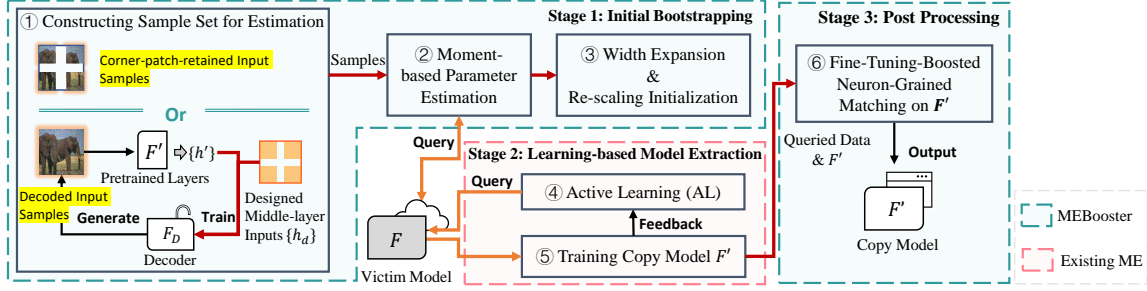 ① Constructing Sample Set for Estimation
Corner-patch-retained Input
Samples
Or
F'
{h'}
Pretrained Layers
Decoded Input
Samples
Generate
Train
F_D
Decoder
Designed
Middle-layer
Inputs {h_d}
Samples
Stage 1: Initial Bootstrapping
② Moment-
based Parameter
Estimation
③ Width Expansion
&
Re-scaling Initialization
Query
Stage 2: Learning-based Model Extraction
Query
④ Active Learning (AL)
Feedback
⑤ Training Copy Model F'
F
Victim Model
Stage 3: Post Processing
⑥ Fine-Tuning-Boosted
Neuron-Grained
Matching on F'
Queried Data
& F'
Output
F'
Copy Model
MEBooster
Existing ME